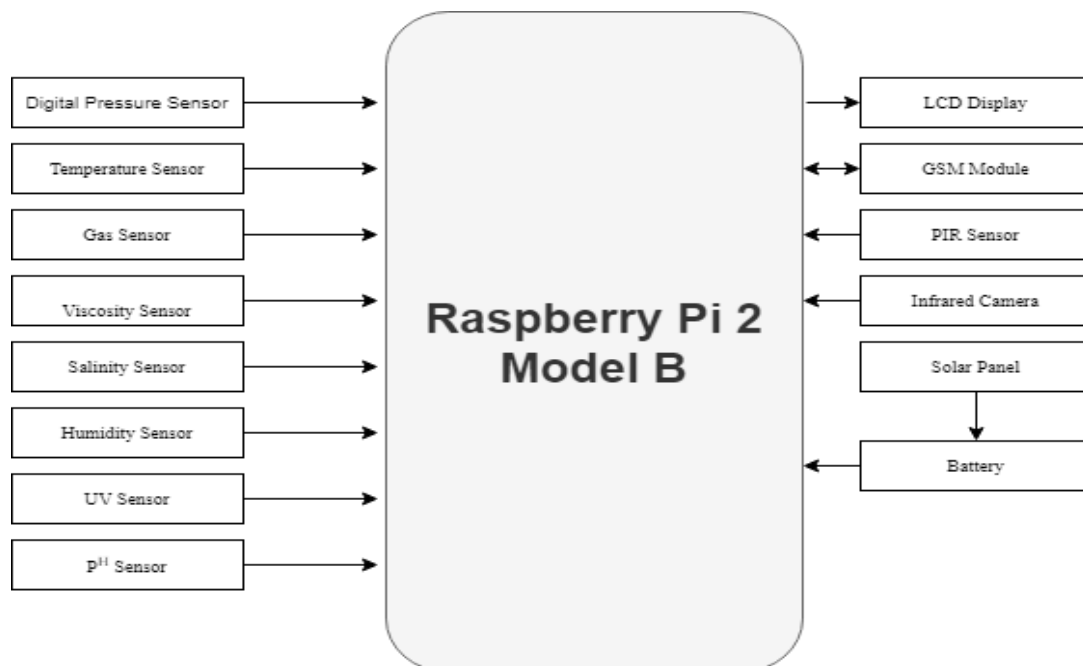 Digital Pressure Sensor
Temperature Sensor
Gas Sensor
Viscosity Sensor
Salinity Sensor
Humidity Sensor
UV Sensor
Pᴴ Sensor
Raspberry Pi 2
Model B
LCD Display
GSM Module
PIR Sensor
Infrared Camera
Solar Panel
Battery